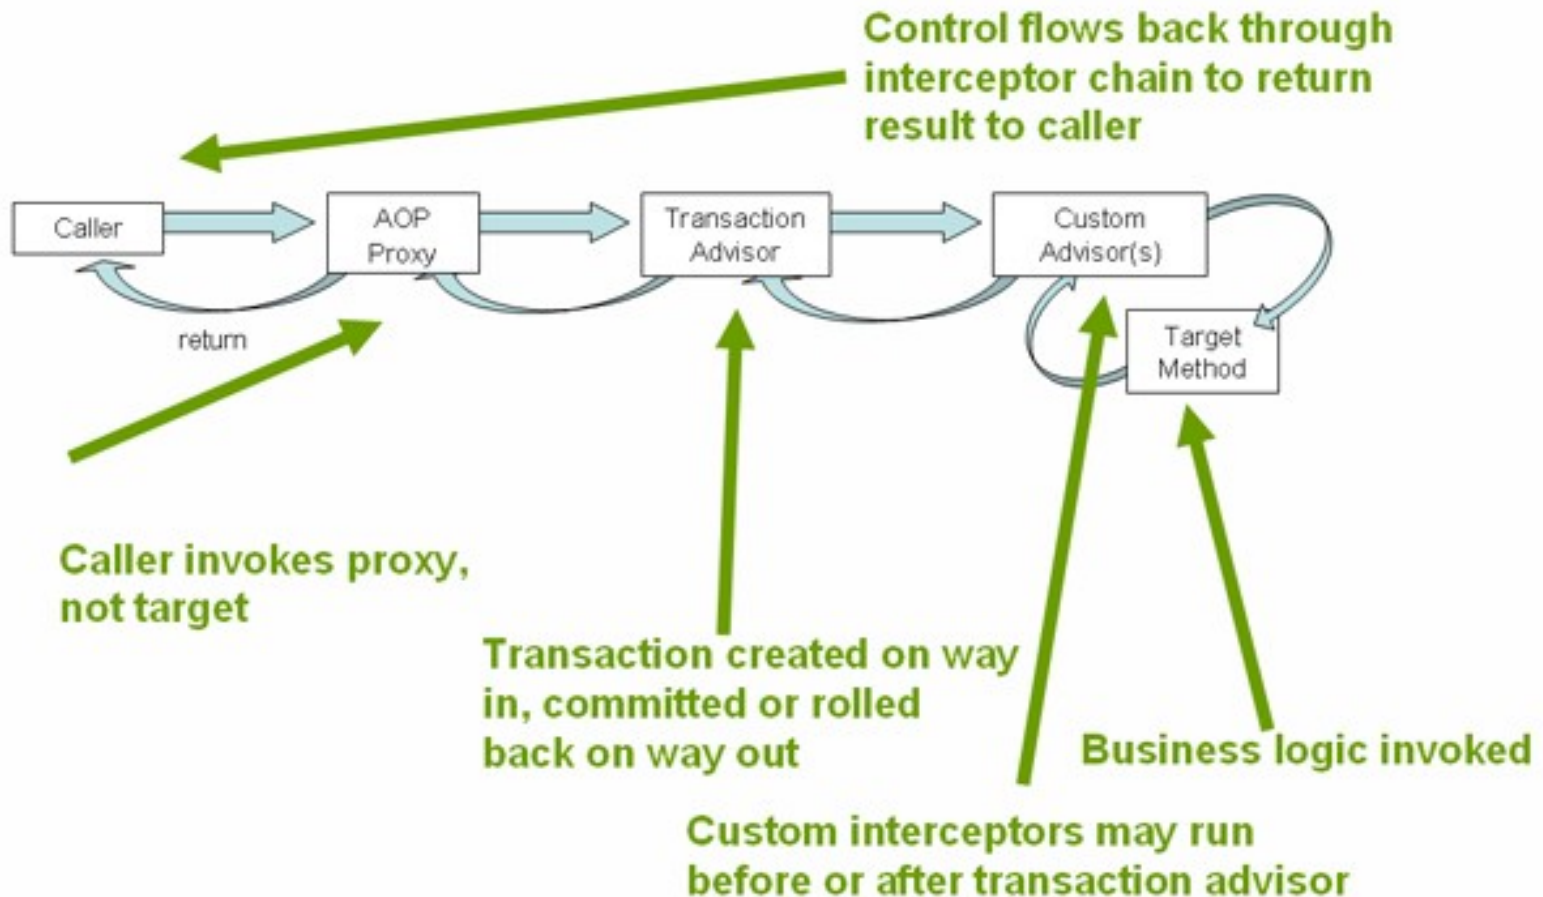 Control flows back through
interceptor chain to return
result to caller
Caller
AOP
Proxy
Transaction
Advisor
Custom
Advisor(s)
return
Target
Method
Caller invokes proxy,
not target
Transaction created on way
in, committed or rolled
back on way out
Business logic invoked
Custom interceptors may run
before or after transaction advisor